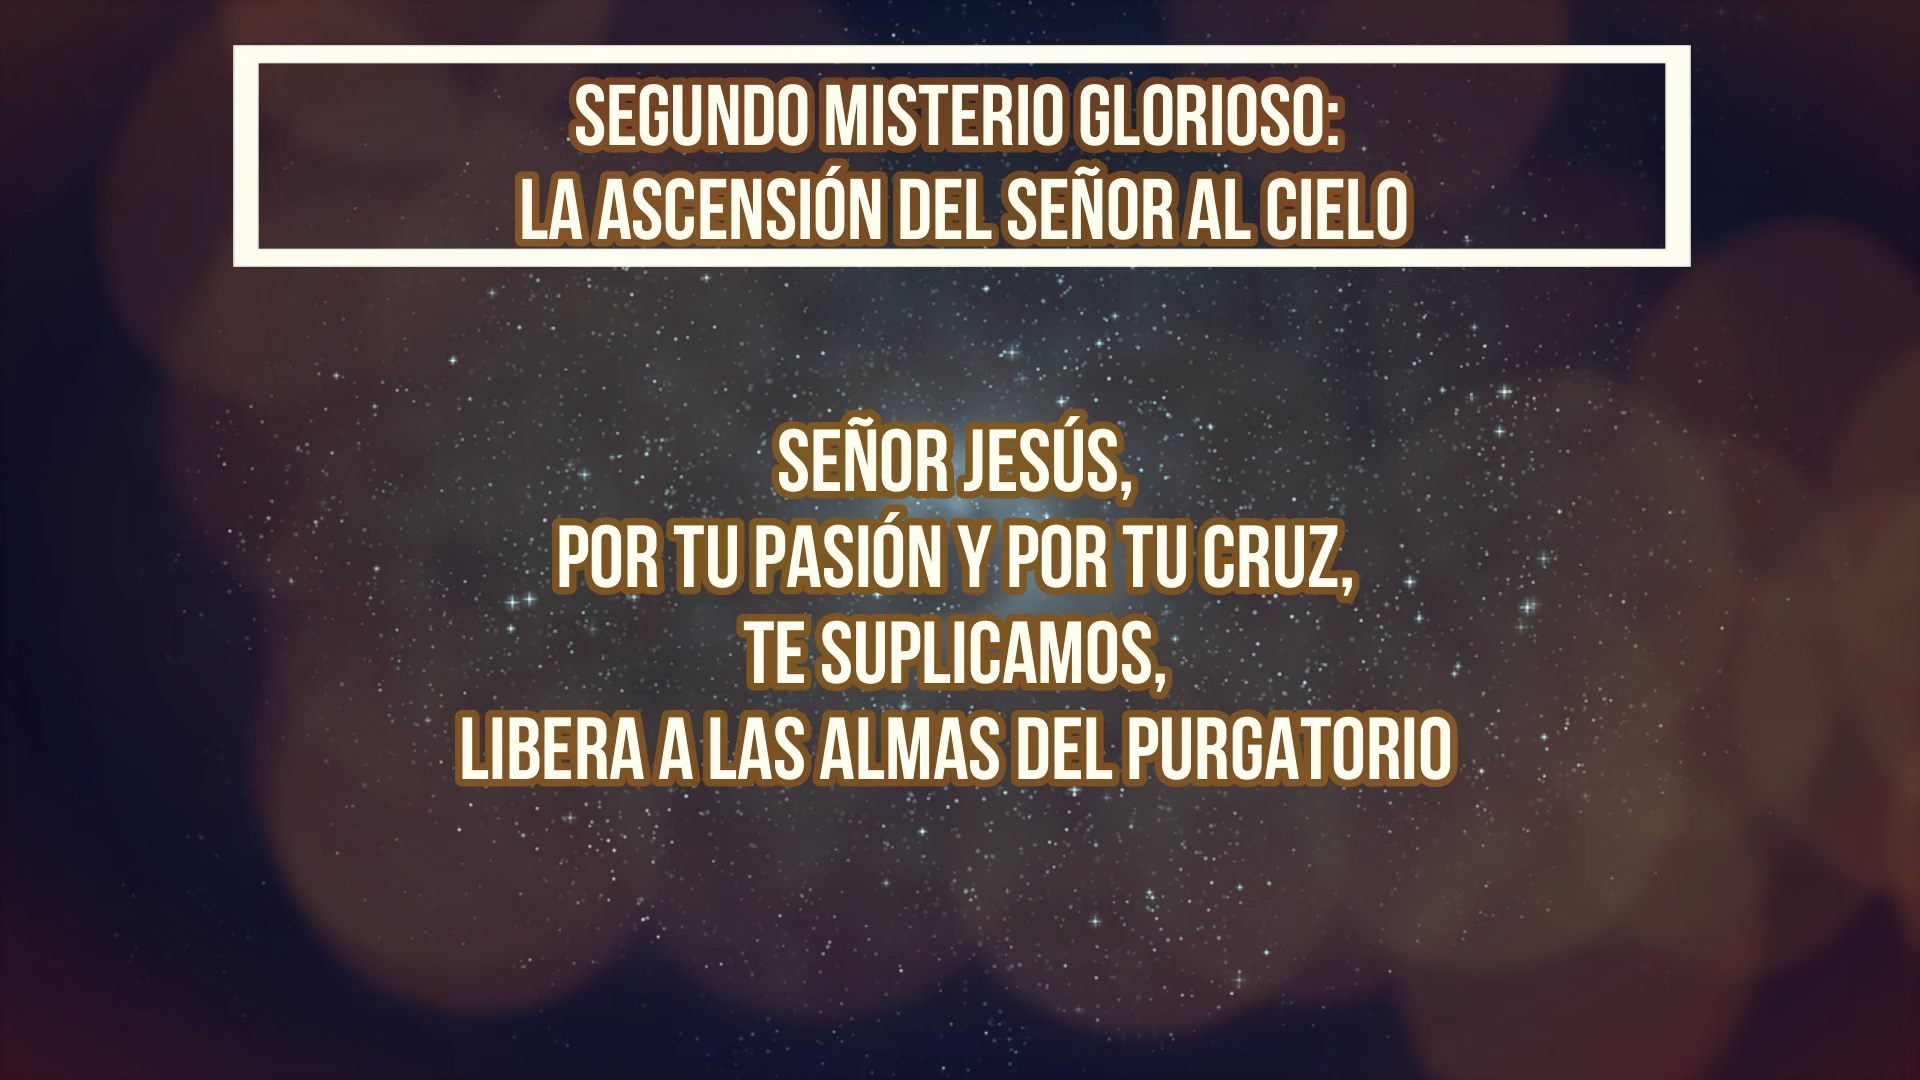 SEGUNDO MISTERIO GLORIOSO:
LA ASCENSIÓN DEL SEÑOR AL CIELO
SEÑOR JESÚS,
POR TU PASIÓN Y POR TU CRUZ,
TE SUPLICAMOS,
LIBERA A LAS ALMAS DEL PURGATORIO